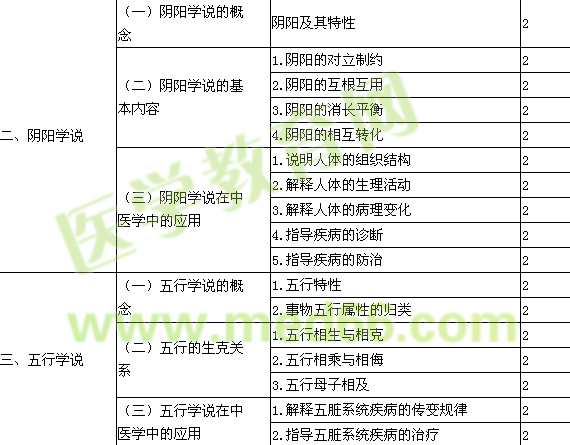 （一）阴阳学说的概
念
阴阳及其特性
2
二、阴阳学说
（二）阴阳学说的基
本内容
1.阴阳的对立制约
2
2.阴阳的互根互用
2
3.阴阳的消长平衡
2
4.阴阳的相互转化
2
（三）阴阳学说在中
医学中的应用
1.说明人体的组织结构
2
2.解释人体的生理活动
2
3.解释人体的病理变化
2
4.指导疾病的诊断
2
5.指导疾病的防治
2
三、五行学说
（一）五行学说的概
念
1.五行特性
2
2.事物五行属性的归类
2
（二）五行的生克关
系
1.五行相生与相克
2
2.五行相乘与相侮
2
3.五行母子相及
2
（三）五行学说在中
医学中的应用
1.解释五脏系统疾病的传变规律
2
2.指导五脏系统疾病的治疗
2
医学教育网